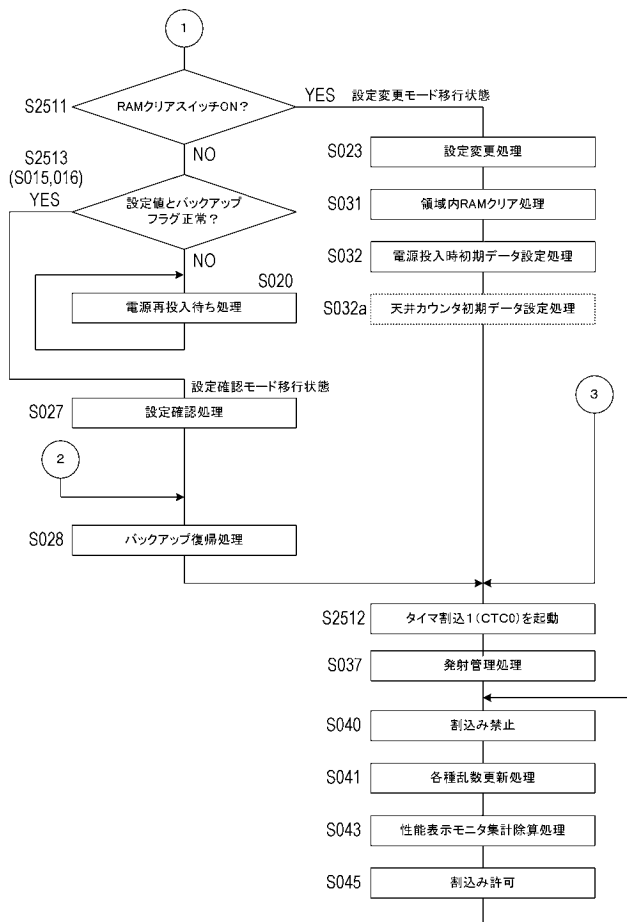 1
S2511
RAMクリアスイッチON?
YES
設定変更モード移行状態
NO
S023
設定変更処理
S2513
(S015,016)
YES
設定値とバックアップ
フラグ正常?
S031
領域内RAMクリア処理
NO
S032
電源投入時初期データ設定処理
S020
電源再投入待ち処理
S032a
天井カウンタ初期データ設定処理
設定確認モード移行状態
3
S027
設定確認処理
2
S028
バックアップ復帰処理
S2512
タイマ割込1(CTC0)を起動
S037
発射管理処理
S040
割込み禁止
S041
各種乱数更新処理
S043
性能表示モニタ集計除算処理
S045
割込み許可